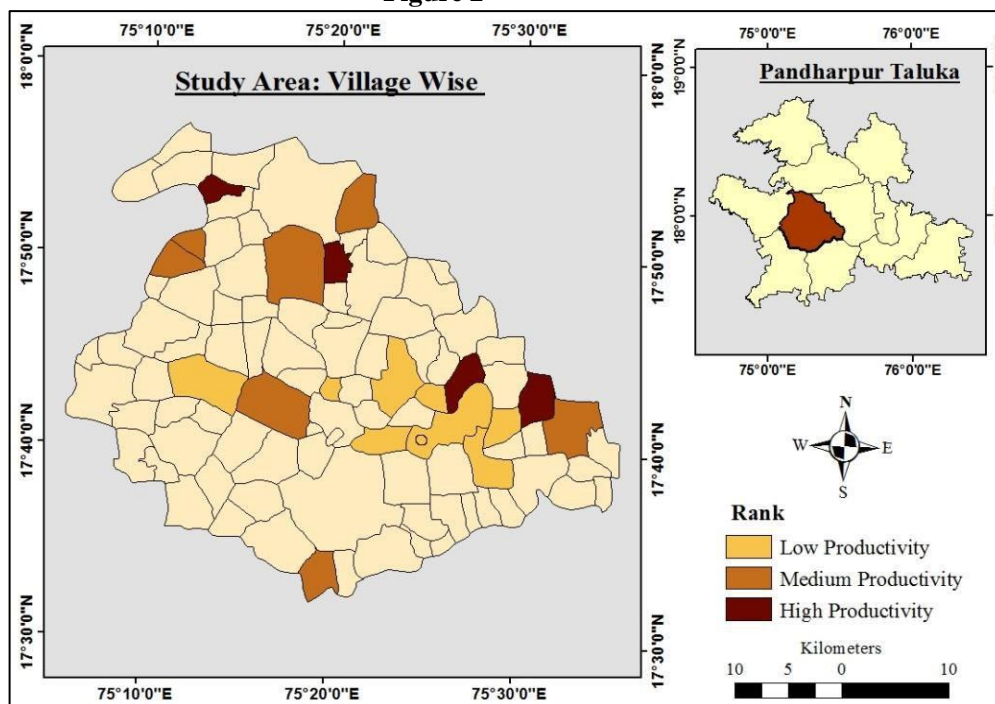 75°10'0"E 75°20'0"E 75°30'0"E
18°0'0"N
17°50'0"N
17°40'0"N
17°30'0"N
Study Area: Village Wise
18°0'0"N
17°50'0"N
17°40'0"N
17°30'0"N
75°10'0"E 75°20'0"E 75°30'0"E
75°0'0"E 76°0'0"E
19°0'0"N
18°0'0"N
Pandharpur Taluka
75°0'0"E 76°0'0"E
N
W E
S
Rank
Low Productivity
Medium Productivity
High Productivity
Kilometers
10 5 0 10